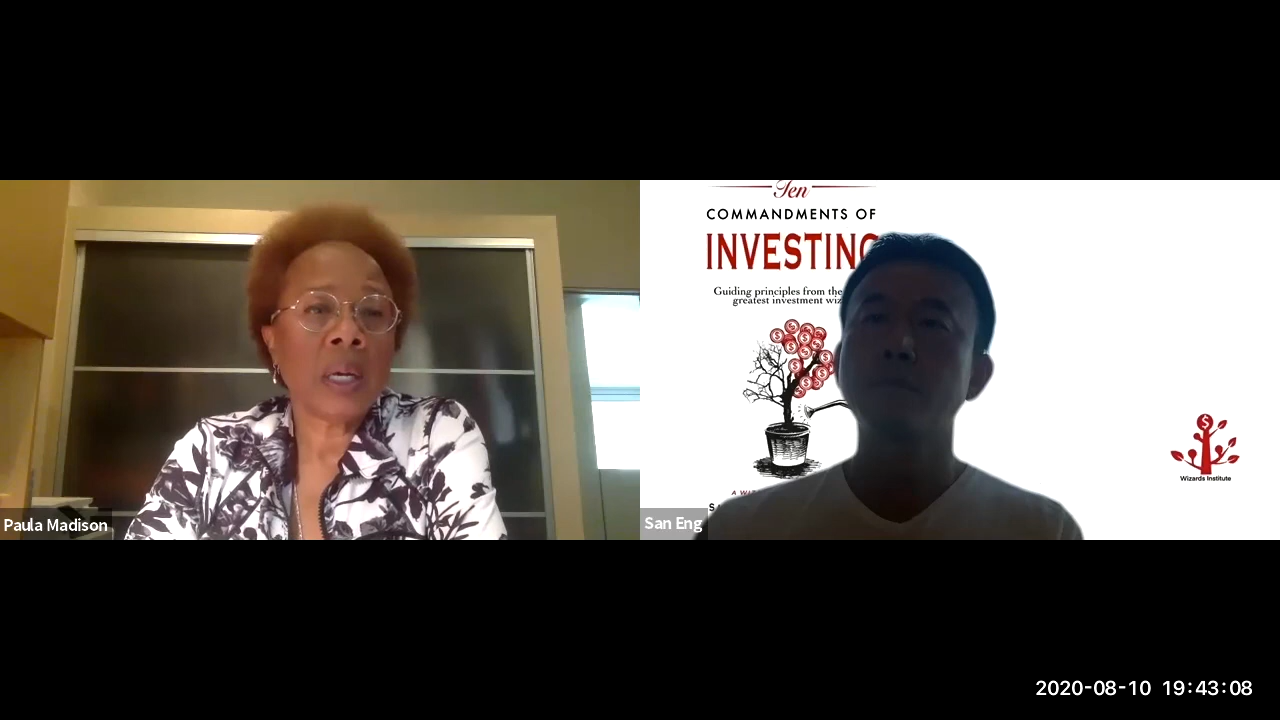 Ten
COMMANDMENTS OF
INVESTING
Guiding principles from the
greatest investment
Wizards Institute
Paula Madison
San Eng
2020-08-10 19:43:08